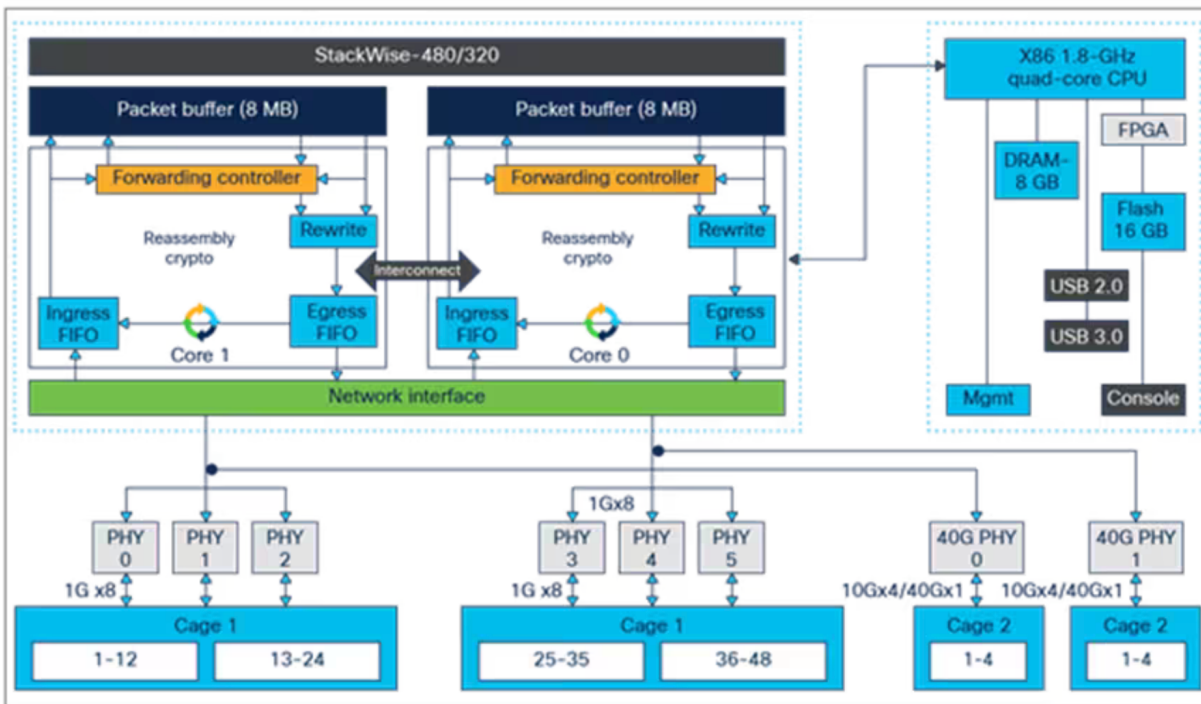 StackWise-480/320
Packet buffer (8 MB)
Packet buffer (8 MB)
Forwarding controller
Forwarding controller
Rewrite
Rewrite
Reassembly
crypto
Reassembly
crypto
Interconnect
Ingress
FIFO
Egress
FIFO
Core 1
Ingress
FIFO
Egress
FIFO
Core 0
Network interface
X86 1.8-GHz
quad-core CPU
FPGA
DRAM-
8 GB
Flash
16 GB
USB 2.0
USB 3.0
Mgmt
Console
1Gx8
PHY
0
PHY
1
PHY
2
PHY
3
PHY
4
PHY
5
40G PHY
0
40G PHY
1
1G x8
1G x8
10Gx4/40Gx1
10Gx4/40Gx1
Cage 1
1-12
13-24
Cage 1
25-35
36-48
Cage 2
1-4
Cage 2
1-4